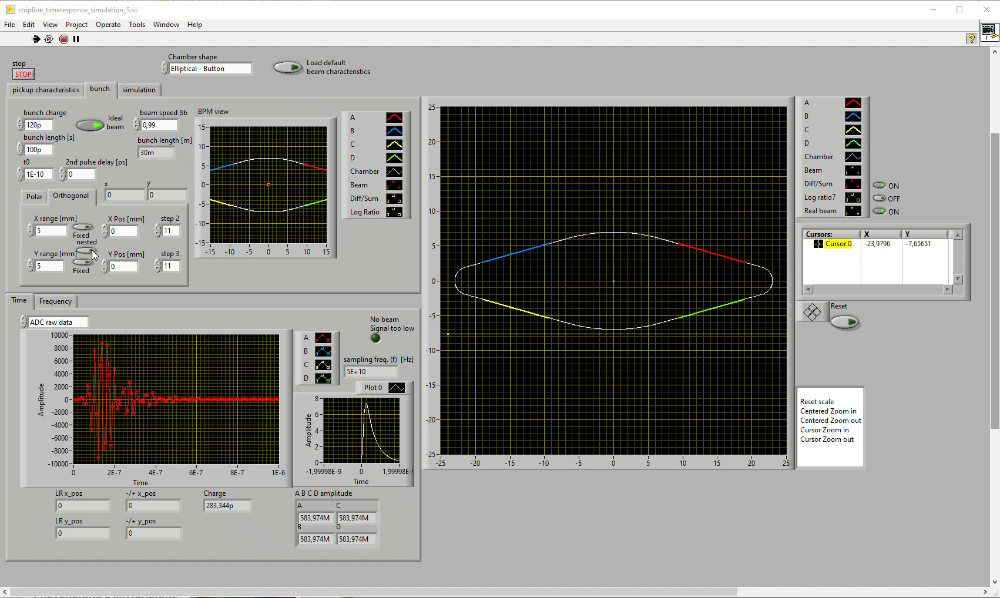 stripline_timeresponse_simulation_5.vi
File Edit View Project Operate Tools Window Help
stop
STOP
Chamber shape
Elliptical - Button
Load default
beam characteristics
pickup characteristics bunch simulation
bunch charge
120p
Ideal
beam
beam speed βb
0,99
bunch length [s]
100p
bunch length [m]
30m
t0
1E-10
2nd pulse delay [ps]
0
x
0
y
0
Polar Orthogonal
X range [mm]
5
Fixed
X Pos [mm]
0
step 2
11
nested
Y range [mm]
5
Fixed
Y Pos [mm]
0
step 3
11
BPM view
15
10
5
0
-5
-10
-15
-15 -10 -5 0 5 10 15
A
B
C
D
Chamber
Beam
Diff/Sum
Log Ratio
25
20
15
10
5
0
-5
-10
-15
-20
-25
-25 -20 -15 -10 -5 0 5 10 15 20 25
A
B
C
D
Chamber
Beam
Diff/Sum ON
Log ratio7 OFF
Real beam ON
Cursors: X Y
Cursor 0 -23,9796 -7,65651
Reset
Reset scale
Centered Zoom in
Centered Zoom out
Cursor Zoom in
Cursor Zoom out
Time Frequency
ADC raw data
Amplitude
10000
8000
6000
4000
2000
0
-2000
-4000
-6000
-8000
-10000
0 2E-7 4E-7 6E-7 8E-7 1E-6
Time
A
B
C
D
No beam
Signal too low
sampling freq. (f) [Hz]
5E+10
Plot 0
Amplitude
8
6
4
2
0
-1,99998E-9 0 1,99998E-9
Time
LR x_pos
0
-/+ x_pos
0
Charge
283,344p
LR y_pos
0
-/+ y_pos
0
A B C D amplitude
A C
583,974M 583,974M
B D
583,974M 583,974M